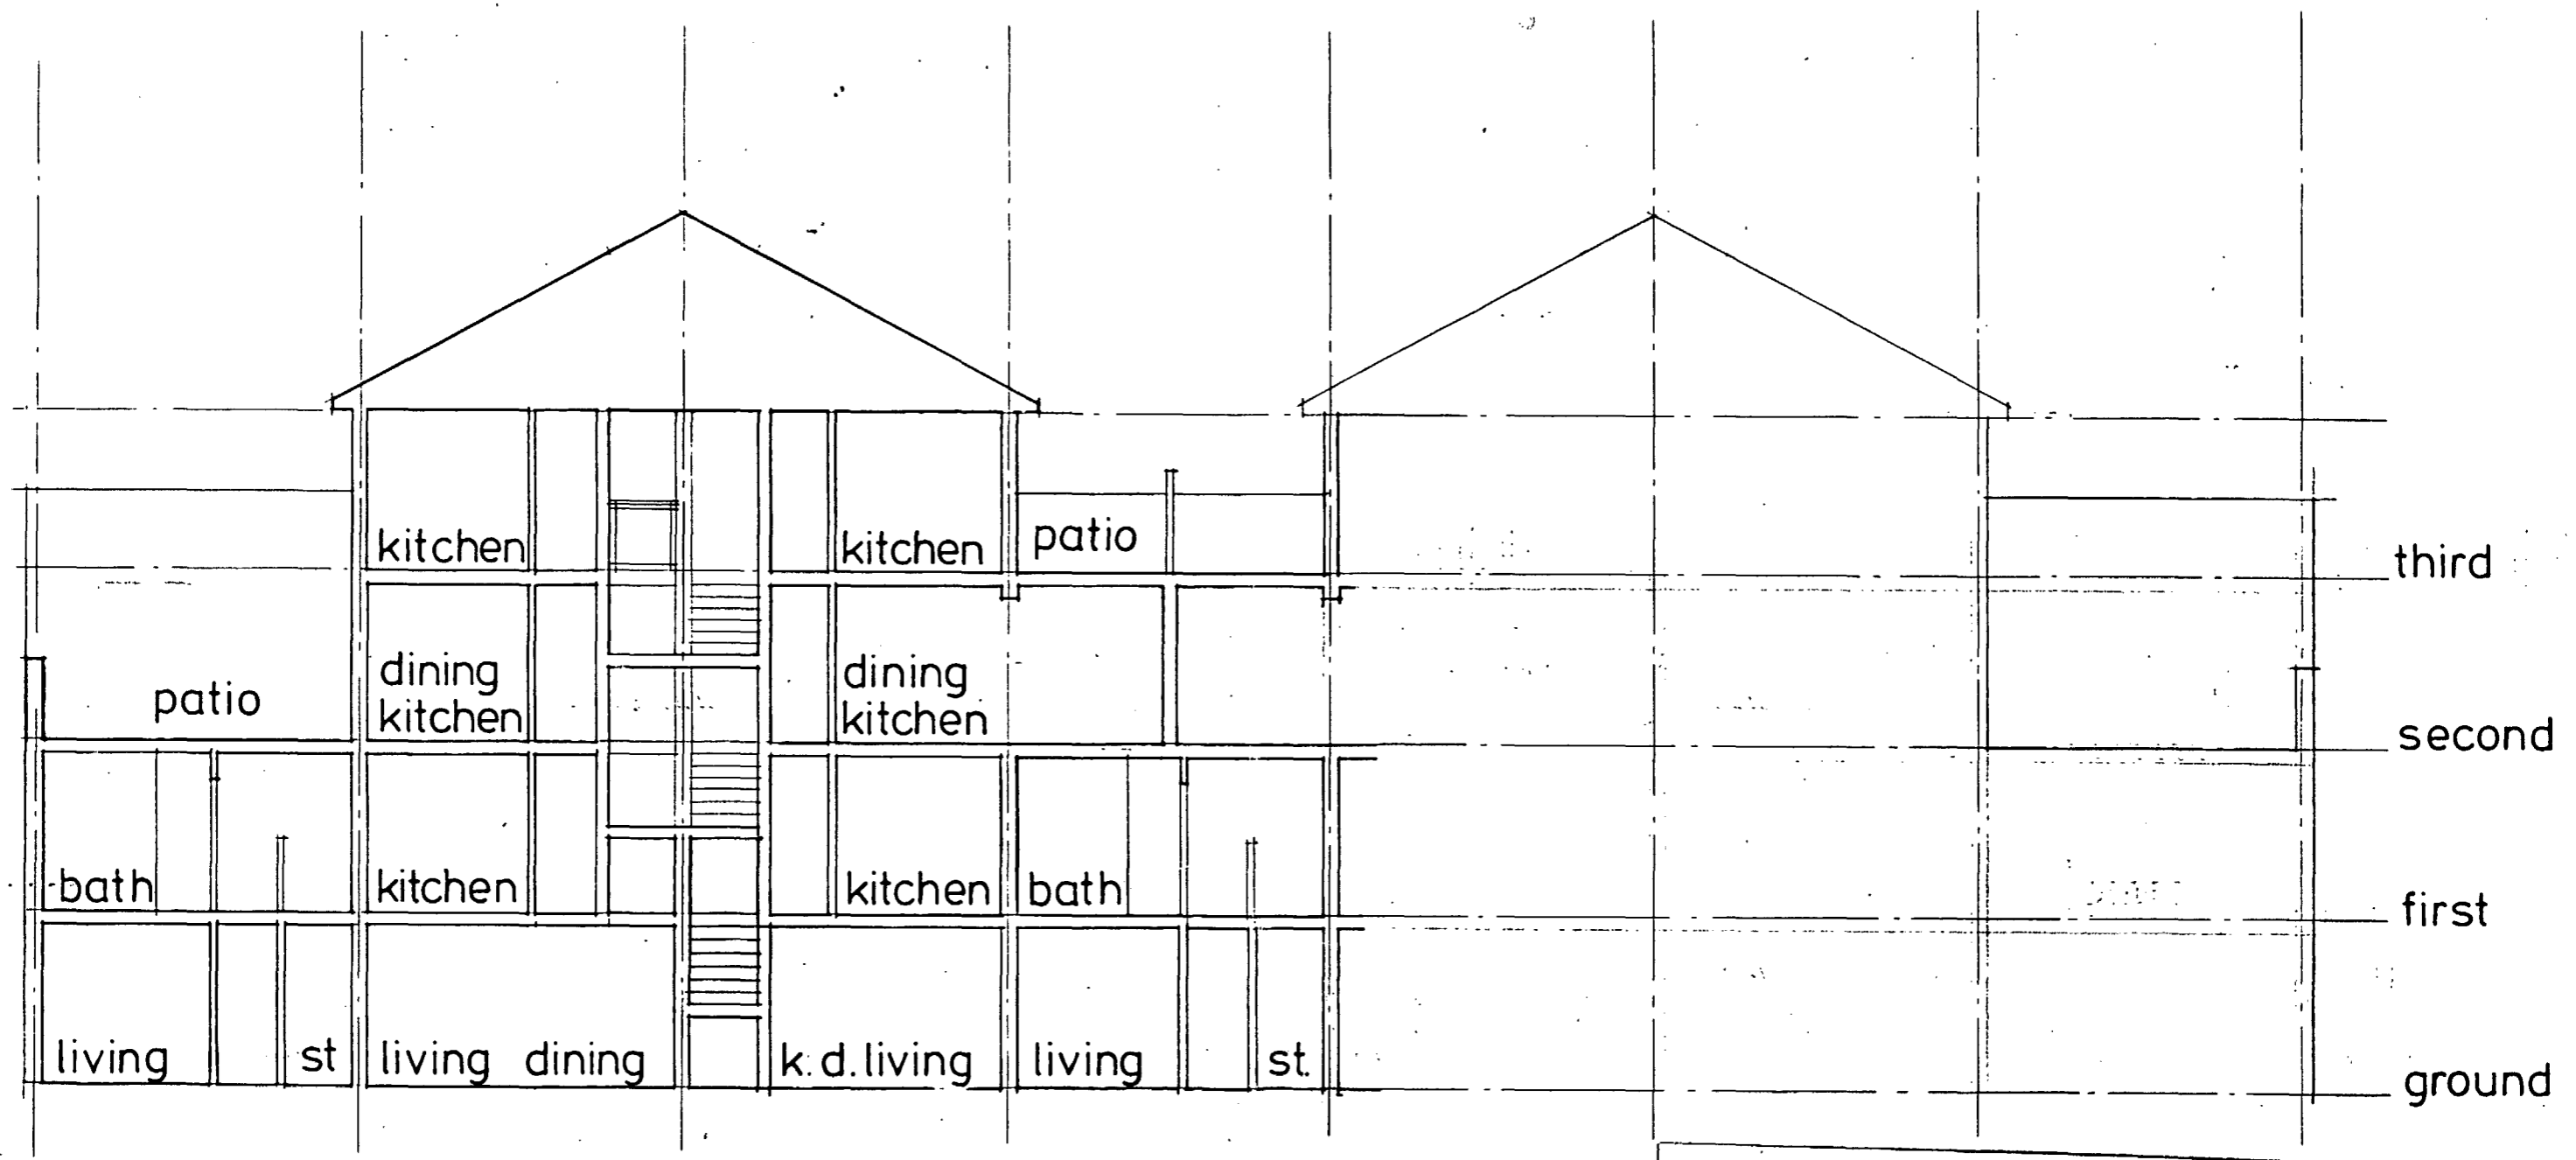 kitchen kitchen patio third
dining dining
patio kitchen kitchen second
bath kitchen kitchen bath first
living st living dining k.d.living living st. ground